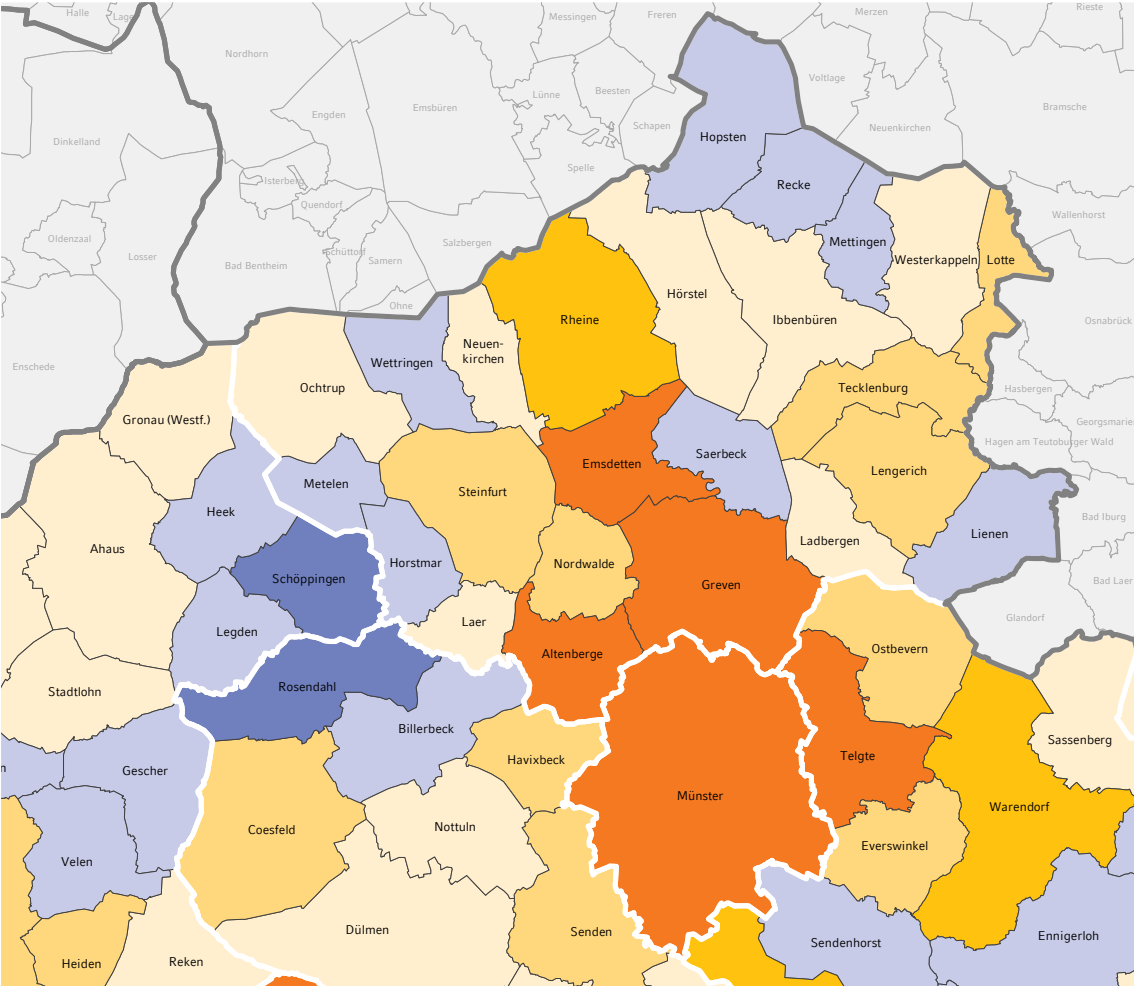 Halle
Lage
Messingen
Freren
Merzen
Rieste
Nordhorn
Voltlage
Lünne
Beesten
Emsbüren
Bramsche
Engden
Schapen
Neuenkirchen
Hopsten
Dinkelland
Spelle
Isterberg
Recke
Quendorf
Wallenhorst
Oldenzaal
Salzbergen
Mettingen
Schüttorf
Losser
Samern
Westerkappeln
Lotte
Bad Bentheim
Hörstel
Ohne
Rheine
Ibbenbüren
Osnabrück
Neuen-
kirchen
Wettringen
Enschede
Ochtrup
Tecklenburg
Hasbergen
Gronau (Westf.)
Georgsmarie
Hagen am Teutoburger Wald
Saerbeck
Emsdetten
Lengerich
Metelen
Steinfurt
Heek
Bad Iburg
Lienen
Ladbergen
Ahaus
Horstmar
Nordwalde
Schöppingen
Greven
Bad Laer
Glandorf
Laer
Legden
Ostbevern
Altenberge
Rosendahl
Stadtlohn
Billerbeck
Sassenberg
Telgte
Havixbeck
n
Gescher
Münster
Warendorf
Nottuln
Coesfeld
Everswinkel
Velen
Dülmen
Senden
Ennigerloh
Sendenhorst
Reken
Heiden